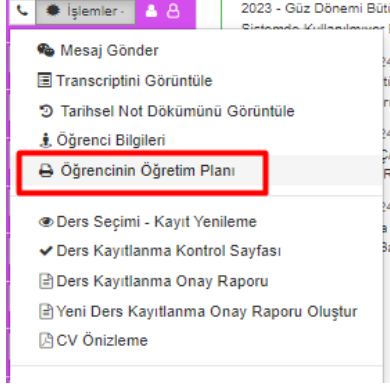 İşlemler
2023 - Güz Dönemi Büt
Mesaj Gönder
Transcriptini Görüntüle
Tarihsel Not Dökümünü Görüntüle
Öğrenci Bilgileri
Öğrencinin Öğretim Planı
Ders Seçimi - Kayıt Yenileme
Ders Kayıtlanma Kontrol Sayfası
Ders Kayıtlanma Onay Raporu
Yeni Ders Kayıtlanma Onay Raporu Oluştur
CV Önizleme